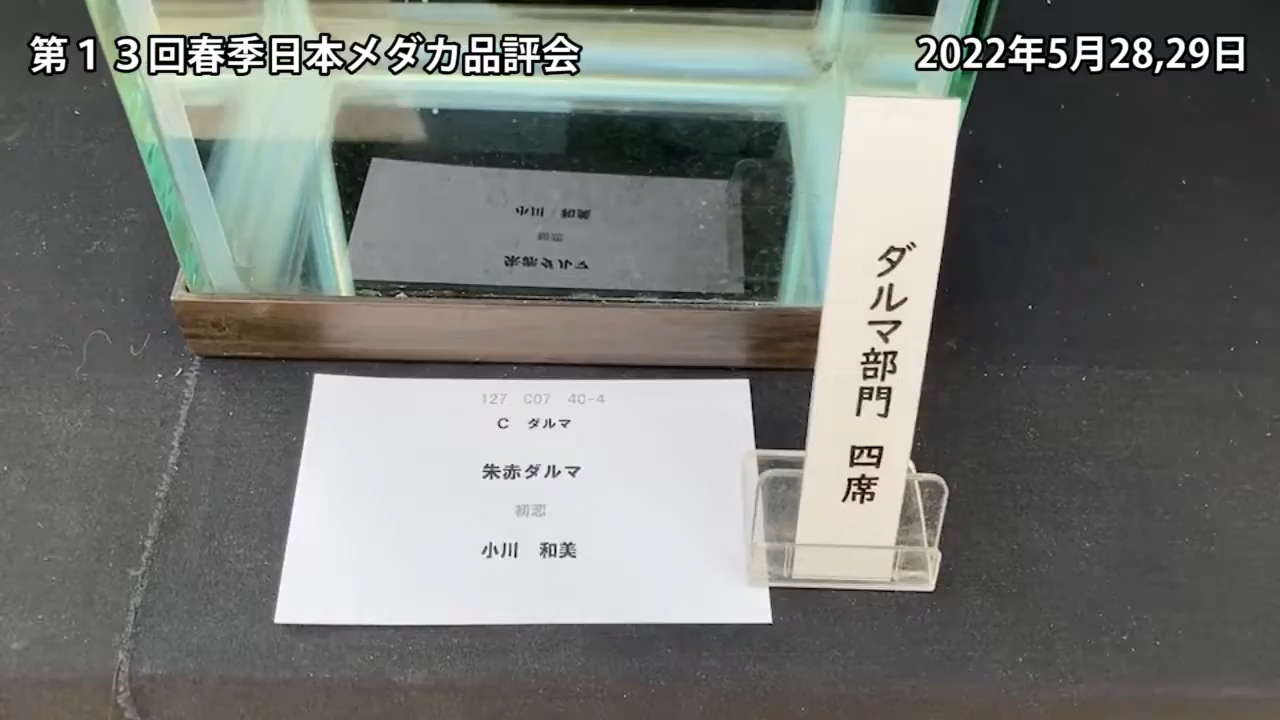 第１３回春季日本メダカ品評会
2022年5月28,29日
ダルマ部門 四席
127 C07 40-4
C ダルマ
朱赤ダルマ
初恋
小川 和美